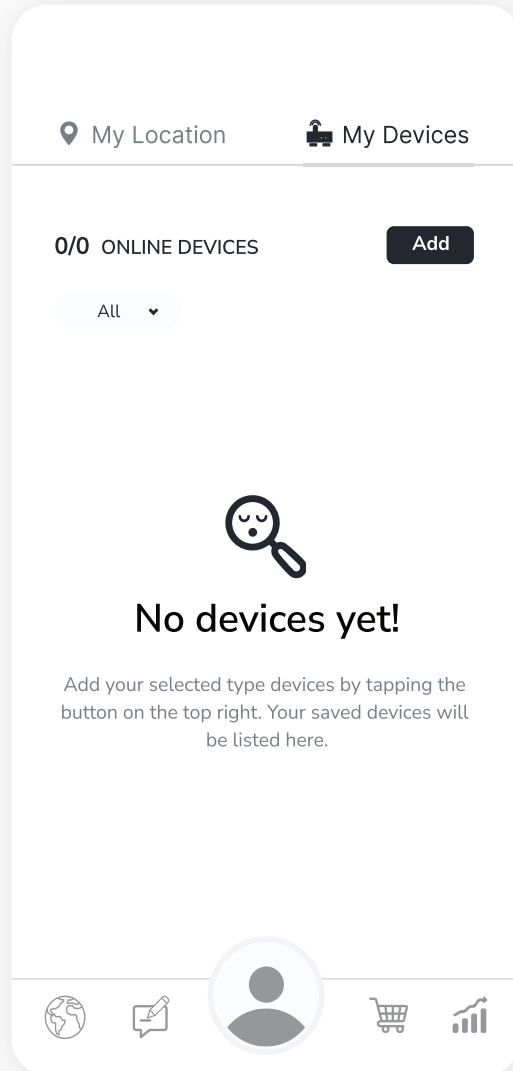 My Location
My Devices
0/0 ONLINE DEVICES
Add
All
No devices yet!
Add your selected type devices by tapping the
button on the top right. Your saved devices will
be listed here.